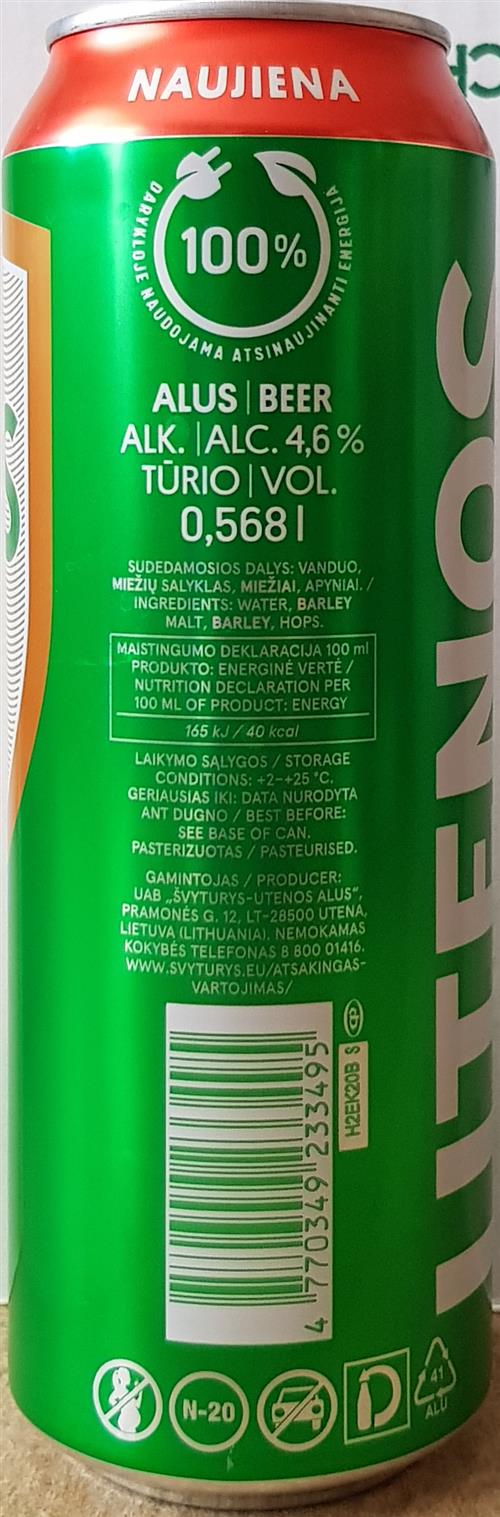 NAUJIENA
DARYKLOJE NAUDOJAMA ATSINAUJINANTI ENERGIJA
100%
ALUS | BEER
ALK. | ALC. 4,6 %
TŪRIO | VOL.
0,568 l
SUDEDAMOSIOS DALYS: VANDUO,
MIEŽIŲ SALYKLAS, MIEŽIAI, APYNIAI. /
INGREDIENTS: WATER, BARLEY
MALT, BARLEY, HOPS.
MAISTINGUMO DEKLARACIJA 100 ml
PRODUKTO: ENERGINĖ VERTĖ /
NUTRITION DECLARATION PER
100 ML OF PRODUCT: ENERGY
165 kJ / 40 kcal
LAIKYMO SĄLYGOS / STORAGE
CONDITIONS: +2–+25 °C.
GERIAUSIAS IKI: DATA NURODYTA
ANT DUGNO / BEST BEFORE:
SEE BASE OF CAN.
PASTERIZUOTAS / PASTEURISED.
GAMINTOJAS / PRODUCER:
UAB „ŠVYTURYS-UTENOS ALUS“,
PRAMONĖS G. 12, LT-28500 UTENA,
LIETUVA (LITHUANIA). NEMOKAMAS
KOKYBĖS TELEFONAS 8 800 01416.
WWW.SVYTURYS.EU/ATSAKINGAS-
VARTOJIMAS/
4 770349 233495
H2EK20B S
N-20
41
ALU
UTENOS